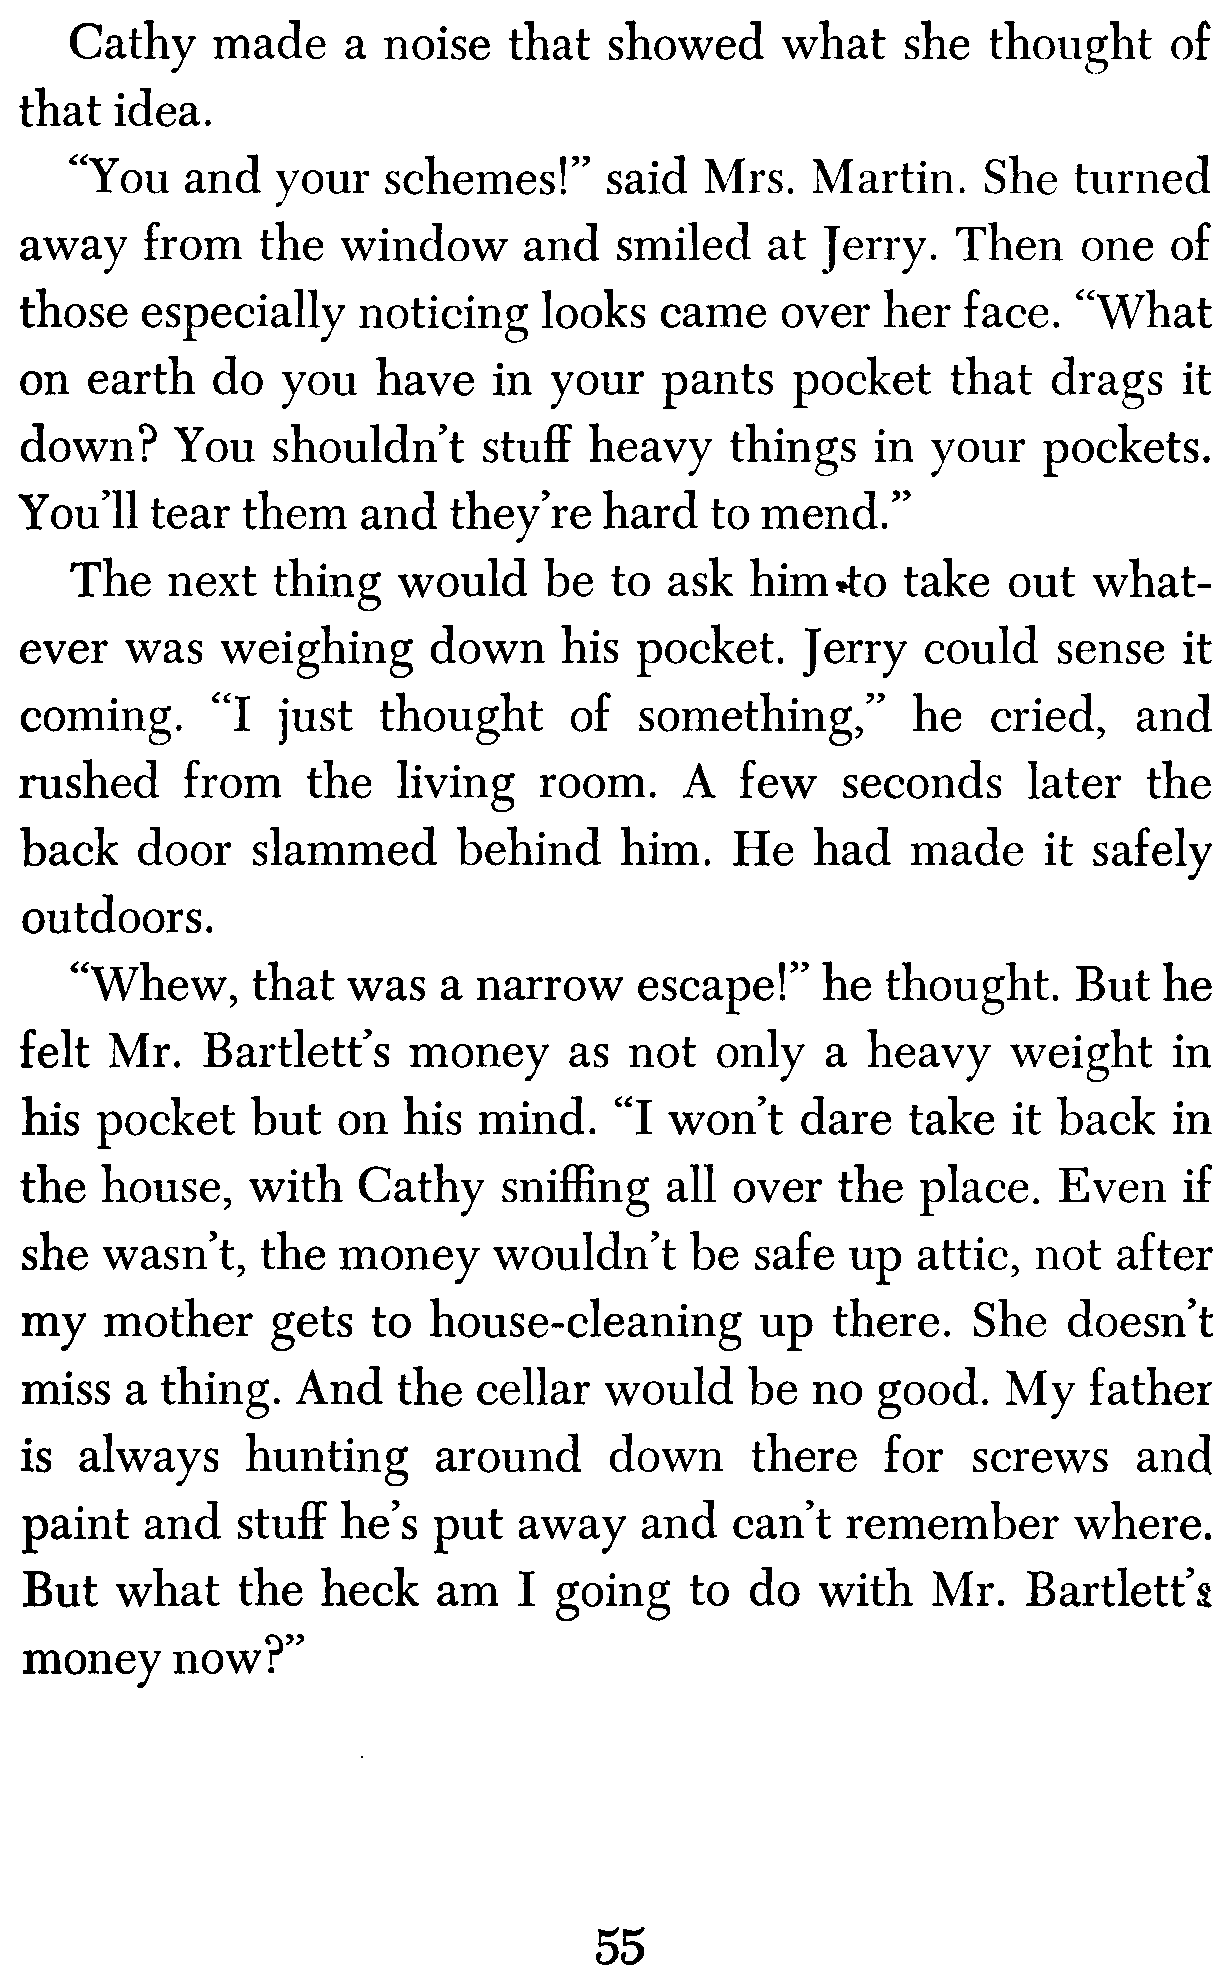 Cathy made a noise that showed what she thought of
that idea.
“You and your schemes!” said Mrs. Martin. She turned
away from the window and smiled at Jerry. Then one of
those especially noticing looks came over her face. “What
on earth do you have in your pants pocket that drags it
down? You shouldn’t stuff heavy things in your pockets.
You’ll tear them and they’re hard to mend.”
The next thing would be to ask him to take out what-
ever was weighing down his pocket. Jerry could sense it
coming. “I just thought of something,” he cried, and
rushed from the living room. A few seconds later the
back door slammed behind him. He had made it safely
outdoors.
“Whew, that was a narrow escape!” he thought. But he
felt Mr. Bartlett’s money as not only a heavy weight in
his pocket but on his mind. “I won’t dare take it back in
the house, with Cathy sniffing all over the place. Even if
she wasn’t, the money wouldn’t be safe up attic, not after
my mother gets to house-cleaning up there. She doesn’t
miss a thing. And the cellar would be no good. My father
is always hunting around down there for screws and
paint and stuff he’s put away and can’t remember where.
But what the heck am I going to do with Mr. Bartlett’s
money now?”
55